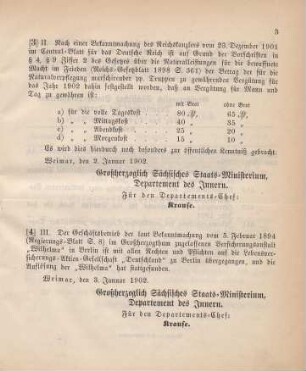 3
[3] II. Nach einer Bekanntmachung des Reichskanzlers vom 23. Dezember 1901
im Central-Blatt für das Deutsche Reich ist auf Grund der Vorschriften in
§ 4, § 9 Ziffer 2 des Gesetzes über die Naturalleistungen für die bewaffnete
Macht im Frieden (Reichs-Gesetzblatt 1898 S. 361) der Betrag der für die
Naturalverpflegung marschirender etc. Truppen zu gewährenden Vergütung für das
Jahr 1902 dahin festgestellt worden, daß an Vergütung für Mann und
Tag zu gewähren ist:
mit Brot ohne Brot
a) für die volle Tageskost 80 Pf. 65 Pf.
b) " " Mittagskost 40 " 35 "
c) " " Abendkost 25 " 20 "
d) " " Morgenkost 15 " 10 "
Es wird dies hierdurch noch besonders zur öffentlichen Kenntniß gebracht.
Weimar, den 2. Januar 1902.
Großherzoglich Sächsisches Staats-Ministerium,
Departement des Innern.
Für den Departements-Chef:
Krause.
[4] III. Der Geschäftsbetrieb der laut Bekanntmachung vom 5. Februar 1894
(Regierungs-Blatt S. 8) im Großherzogthum zugelassenen Versicherungsanstalt
„Wilhelma" in Berlin ist mit allen Rechten und Pflichten auf die Lebensver-
sicherungs-Aktien-Gesellschaft „Deutschland" zu Berlin übergegangen, und die
Auflösung der „Wilhelma" hat stattgefunden.
Weimar, den 3. Januar 1902.
Großherzoglich Sächsisches Staats-Ministerium,
Departement des Innern.
Für den Departements-Chef:
Krause.